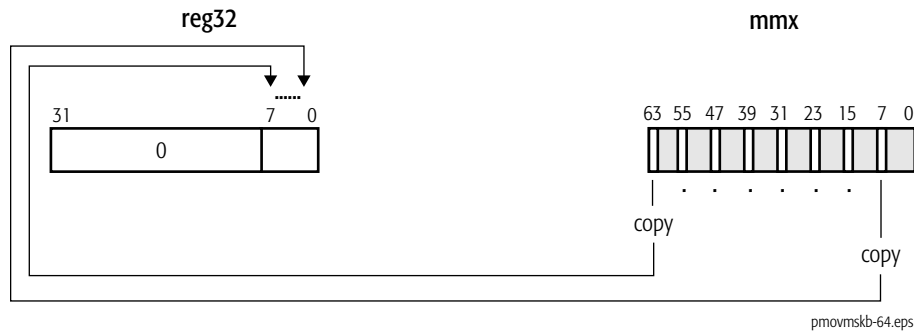 reg32 mmx
......
31 7 0 63 55 47 39 31 23 15 7 0
0
. . . . . .
copy
copy
pmovmskb-64.eps